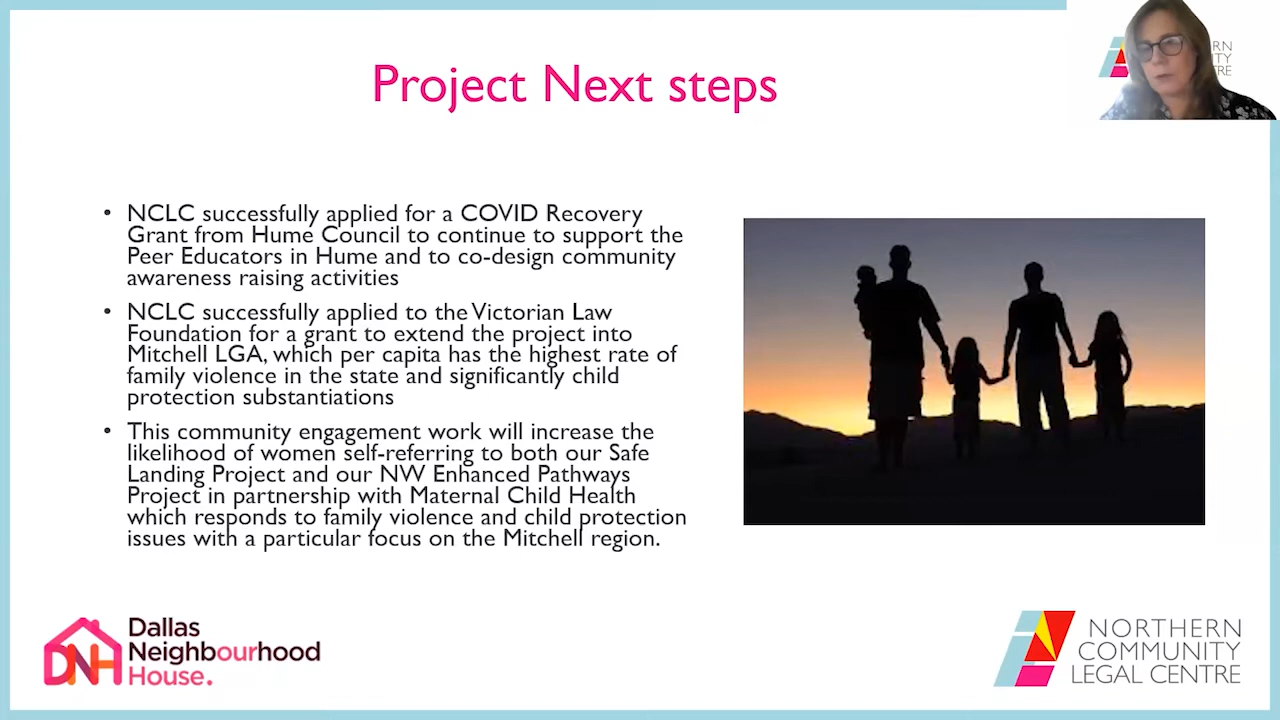 Project Next steps
• NCLC successfully applied for a COVID Recovery
Grant from Hume Council to continue to support the
Peer Educators in Hume and to co-design community
awareness raising activities
• NCLC successfully applied to the Victorian Law
Foundation for a grant to extend the project into
Mitchell LGA, which per capita has the highest rate of
family violence in the state and significantly child
protection substantiations
• This community engagement work will increase the
likelihood of women self-referring to both our Safe
Landing Project and our NW Enhanced Pathways
Project in partnership with Maternal Child Health
which responds to family violence and child protection
issues with a particular focus on the Mitchell region.
DNH
Dallas
Neighbourhood
House.
NORTHERN
COMMUNITY
LEGAL CENTRE